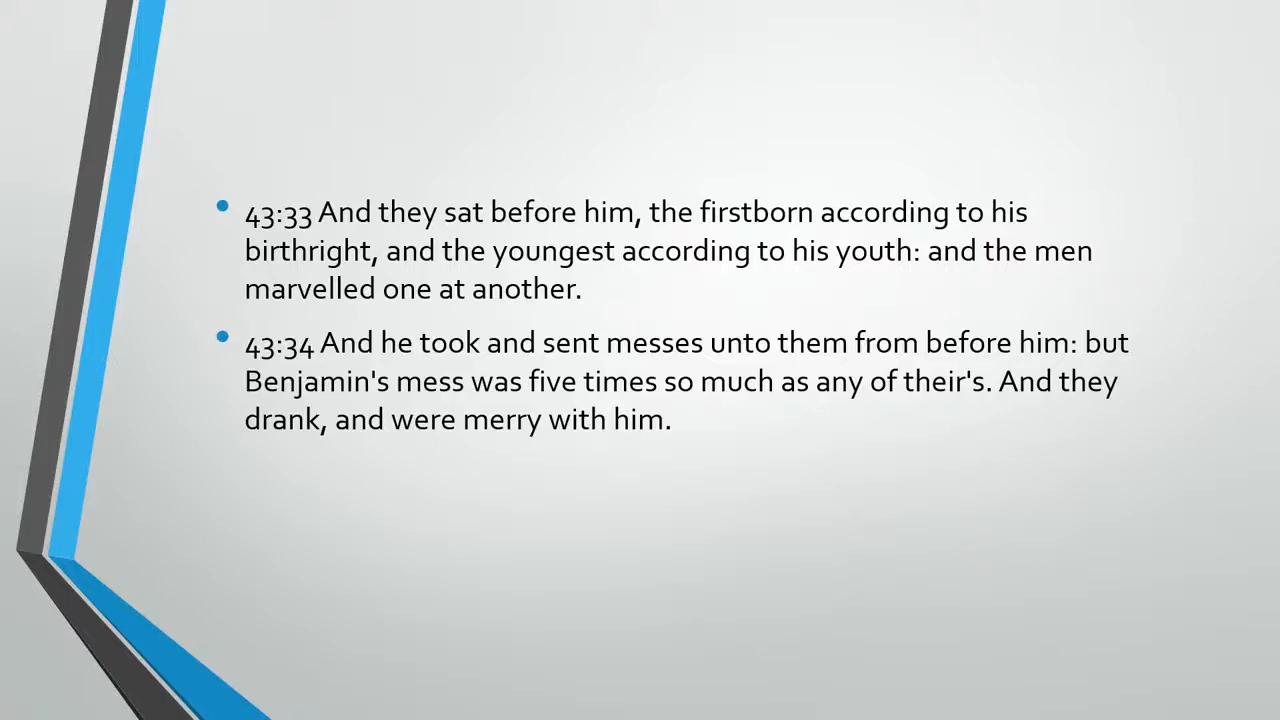 43:33 And they sat before him, the firstborn according to his
birthright, and the youngest according to his youth: and the men
marvelled one at another.
43:34 And he took and sent messes unto them from before him: but
Benjamin's mess was five times so much as any of their's. And they
drank, and were merry with him.